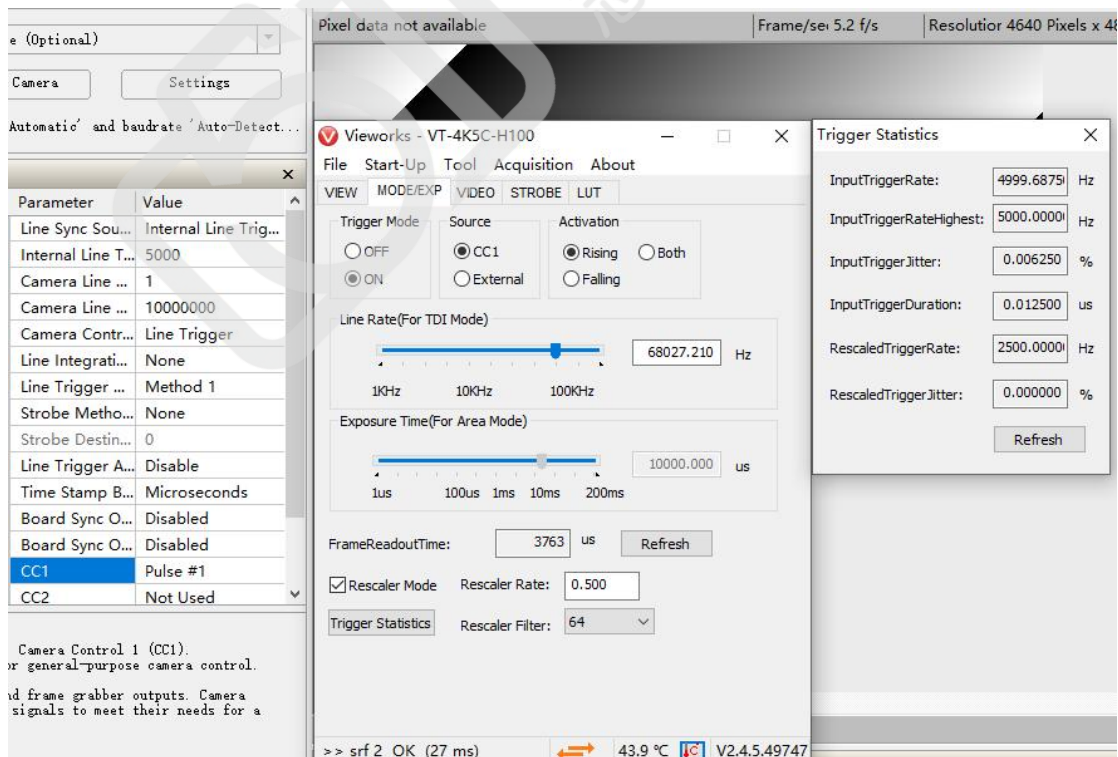 Pixel data not available
Frame/se 5.2 f/s
Resolutior 4640 Pixels x 48
e (Optional)
Camera
Settings
Automatic' and baudrate 'Auto-Detect...
Parameter Value
Line Sync Sou... Internal Line Trig...
Internal Line T... 5000
Camera Line ... 1
Camera Line ... 10000000
Camera Contr... Line Trigger
Line Integrati... None
Line Trigger ... Method 1
Strobe Metho... None
Strobe Destin... 0
Line Trigger A... Disable
Time Stamp B... Microseconds
Board Sync O... Disabled
Board Sync O... Disabled
CC1 Pulse #1
CC2 Not Used
Camera Control 1 (CC1).
or general-purpose camera control.
nd frame grabber outputs. Camera
signals to meet their needs for a
Vieworks - VT-4K5C-H100
File Start-Up Tool Acquisition About
VIEW MODE/EXP VIDEO STROBE LUT
Trigger Mode Source Activation
OFF CC1 Rising Both
ON External Falling
Line Rate(For TDI Mode)
68027.210 Hz
1KHz 10KHz 100KHz
Exposure Time(For Area Mode)
10000.000 us
1us 100us 1ms 10ms 200ms
FrameReadoutTime: 3763 us Refresh
Rescaler Mode Rescaler Rate: 0.500
Trigger Statistics Rescaler Filter: 64
>> srf 2 OK (27 ms) 43.9 ℃ V2.4.5.49747
Trigger Statistics
InputTriggerRate: 4999.6875 Hz
InputTriggerRateHighest: 5000.0000 Hz
InputTriggerJitter: 0.006250 %
InputTriggerDuration: 0.012500 us
RescaledTriggerRate: 2500.0000 Hz
RescaledTriggerJitter: 0.000000 %
Refresh